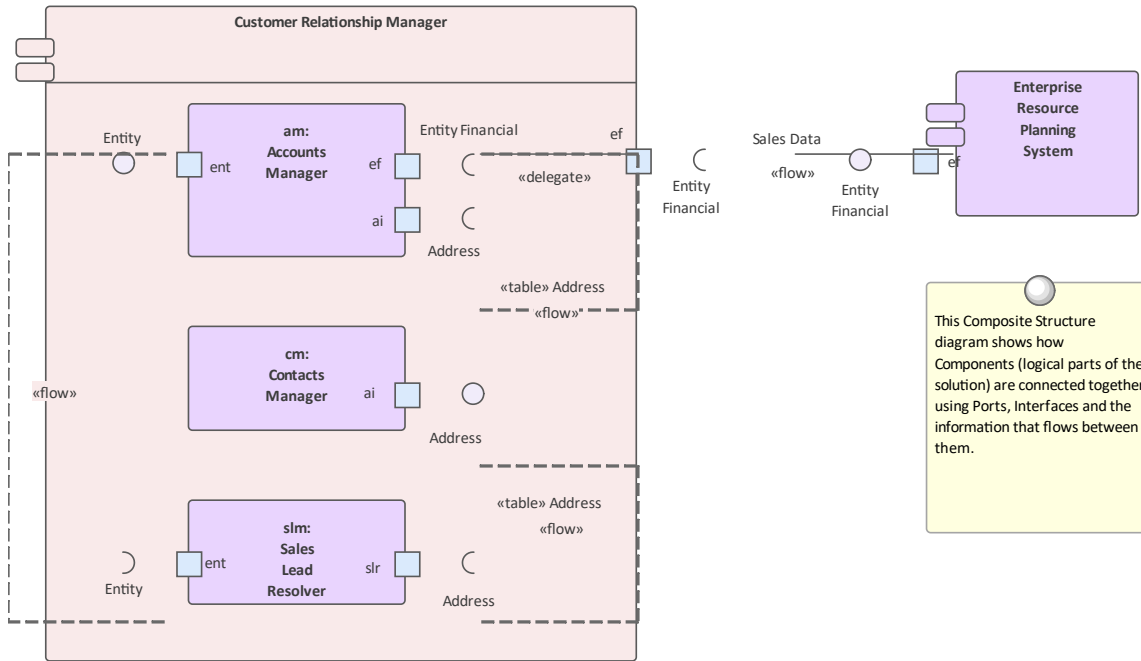 Customer Relationship Manager
Entity
ent
am:
Accounts
Manager
ef
ai
Entity Financial
«delegate»
Address
ef
Entity
Financial
Sales Data
«flow»
Entity
Financial
ef
Enterprise
Resource
Planning
System
«table» Address
«flow»
«flow»
cm:
Contacts
Manager
ai
Address
This Composite Structure
diagram shows how
Components (logical parts of the
solution) are connected together
using Ports, Interfaces and the
information that flows between
them.
«table» Address
«flow»
Entity
ent
slm:
Sales
Lead
Resolver
slr
Address